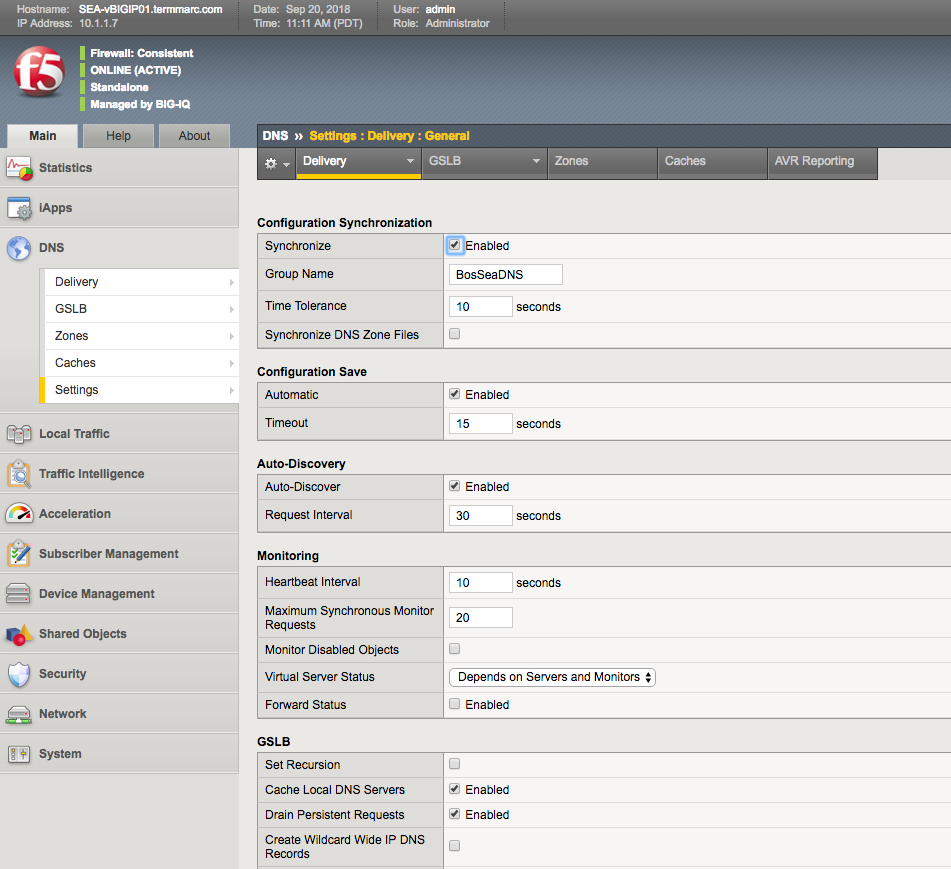 Hostname: SEA-vBIGIP01.termmarc.com Date: Sep 20, 2018 User: admin
IP Address: 10.1.1.7 Time: 11:11 AM (PDT) Role: Administrator
f5
Firewall: Consistent
ONLINE (ACTIVE)
Standalone
Managed by BIG-IQ
Main Help About
Statistics
iApps
DNS
Delivery
GSLB
Zones
Caches
Settings
Local Traffic
Traffic Intelligence
Acceleration
Subscriber Management
Device Management
Shared Objects
Security
Network
System
DNS ›› Settings : Delivery : General
Delivery GSLB Zones Caches AVR Reporting
Configuration Synchronization
Synchronize Enabled
Group Name BosSeaDNS
Time Tolerance 10 seconds
Synchronize DNS Zone Files
Configuration Save
Automatic Enabled
Timeout 15 seconds
Auto-Discovery
Auto-Discover Enabled
Request Interval 30 seconds
Monitoring
Heartbeat Interval 10 seconds
Maximum Synchronous Monitor
Requests 20
Monitor Disabled Objects
Virtual Server Status Depends on Servers and Monitors
Forward Status Enabled
GSLB
Set Recursion
Cache Local DNS Servers Enabled
Drain Persistent Requests Enabled
Create Wildcard Wide IP DNS
Records